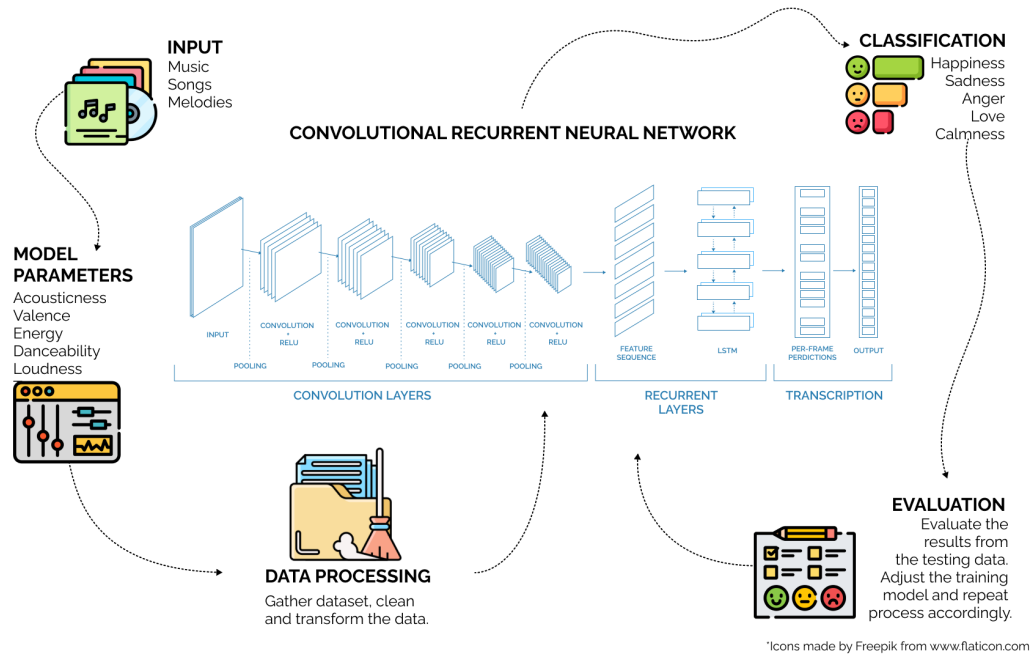 INPUT
Music
Songs
Melodies
MODEL
PARAMETERS
Acousticness
Valence
Energy
Danceability
Loudness
DATA PROCESSING
Gather dataset, clean
and transform the data.
CONVOLUTIONAL RECURRENT NEURAL NETWORK
INPUT
CONVOLUTION
+
RELU
CONVOLUTION
+
RELU
CONVOLUTION
+
RELU
CONVOLUTION
+
RELU
CONVOLUTION
+
RELU
POOLING
POOLING
POOLING
POOLING
POOLING
CONVOLUTION LAYERS
FEATURE
SEQUENCE
LSTM
RECURRENT
LAYERS
PER-FRAME
PERDICTIONS
OUTPUT
TRANSCRIPTION
CLASSIFICATION
Happiness
Sadness
Anger
Love
Calmness
EVALUATION
Evaluate the
results from
the testing data.
Adjust the training
model and repeat
process accordingly.
*Icons made by Freepik from www.flaticon.com